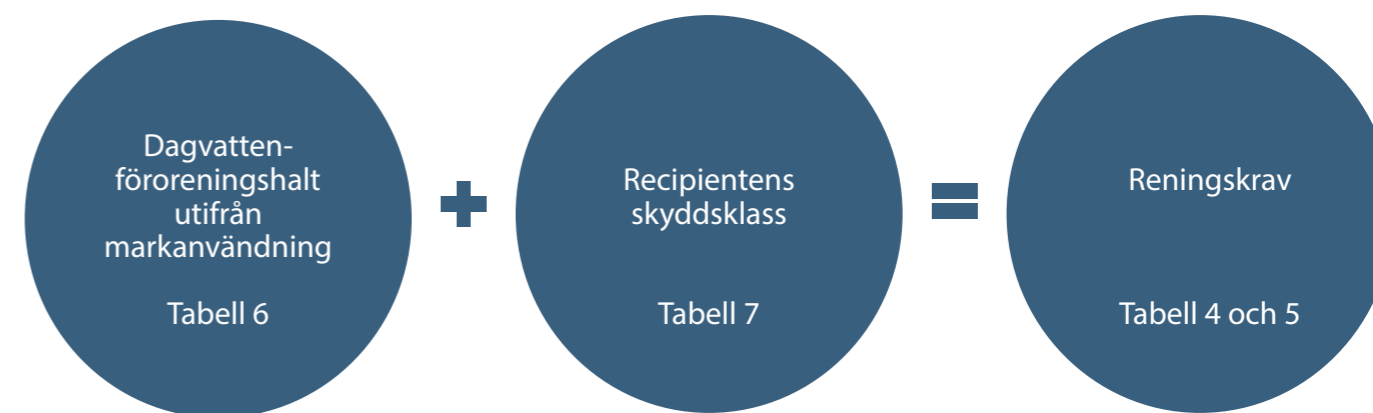 Dagvatten-
föroreningshalt
utifrån
markanvändning
Tabell 6
+
Recipientens
skyddsklass
Tabell 7
=
Reningskrav
Tabell 4 och 5